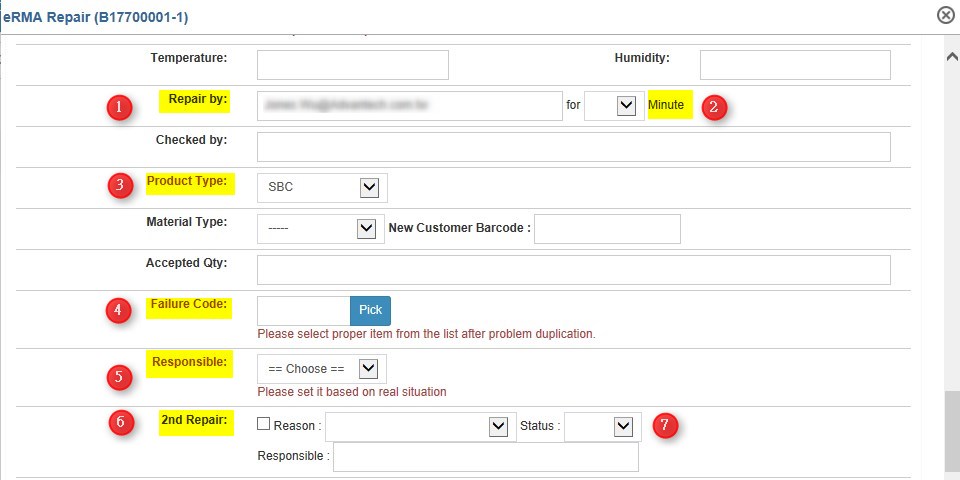 eRMA Repair (B17700001-1)
Temperature: Humidity:
1 Repair by: for Minute 2
Checked by:
3 Product Type: SBC
Material Type: ----- New Customer Barcode :
Accepted Qty:
4 Failure Code: Pick
Please select proper item from the list after problem duplication.
5 Responsible: == Choose ==
Please set it based on real situation
6 2nd Repair: Reason : Status : 7
Responsible :